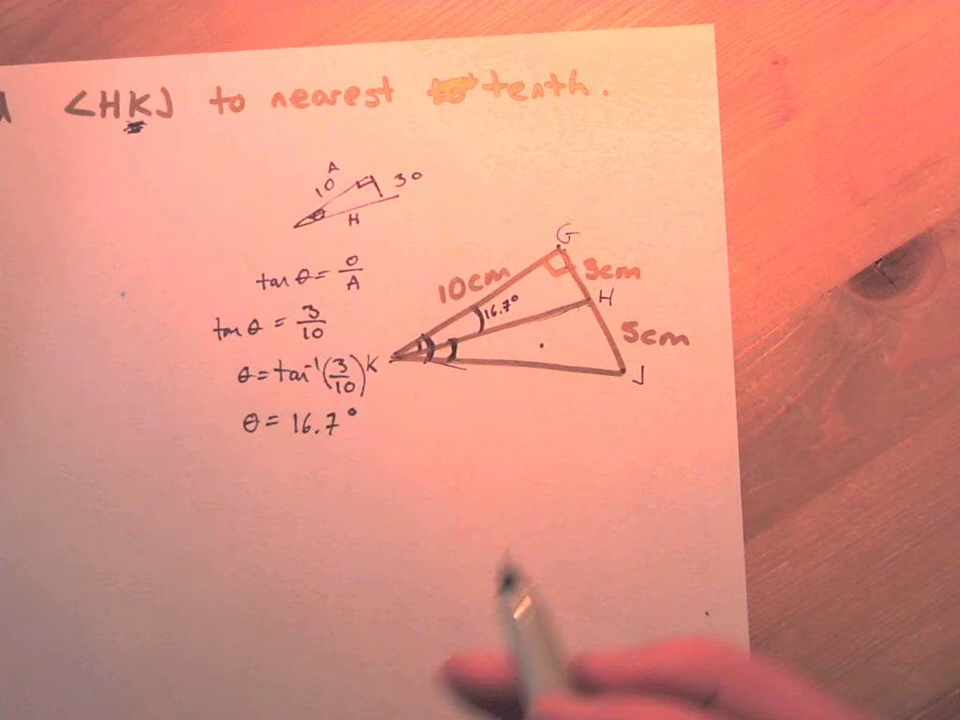 <HKJ to nearest tenth.
A
10
30
θ
H
G
tan θ = O/A
10cm
3cm
16.7°
H
tan θ = 3/10
5cm
K
θ = tan⁻¹(3/10)
J
θ = 16.7°